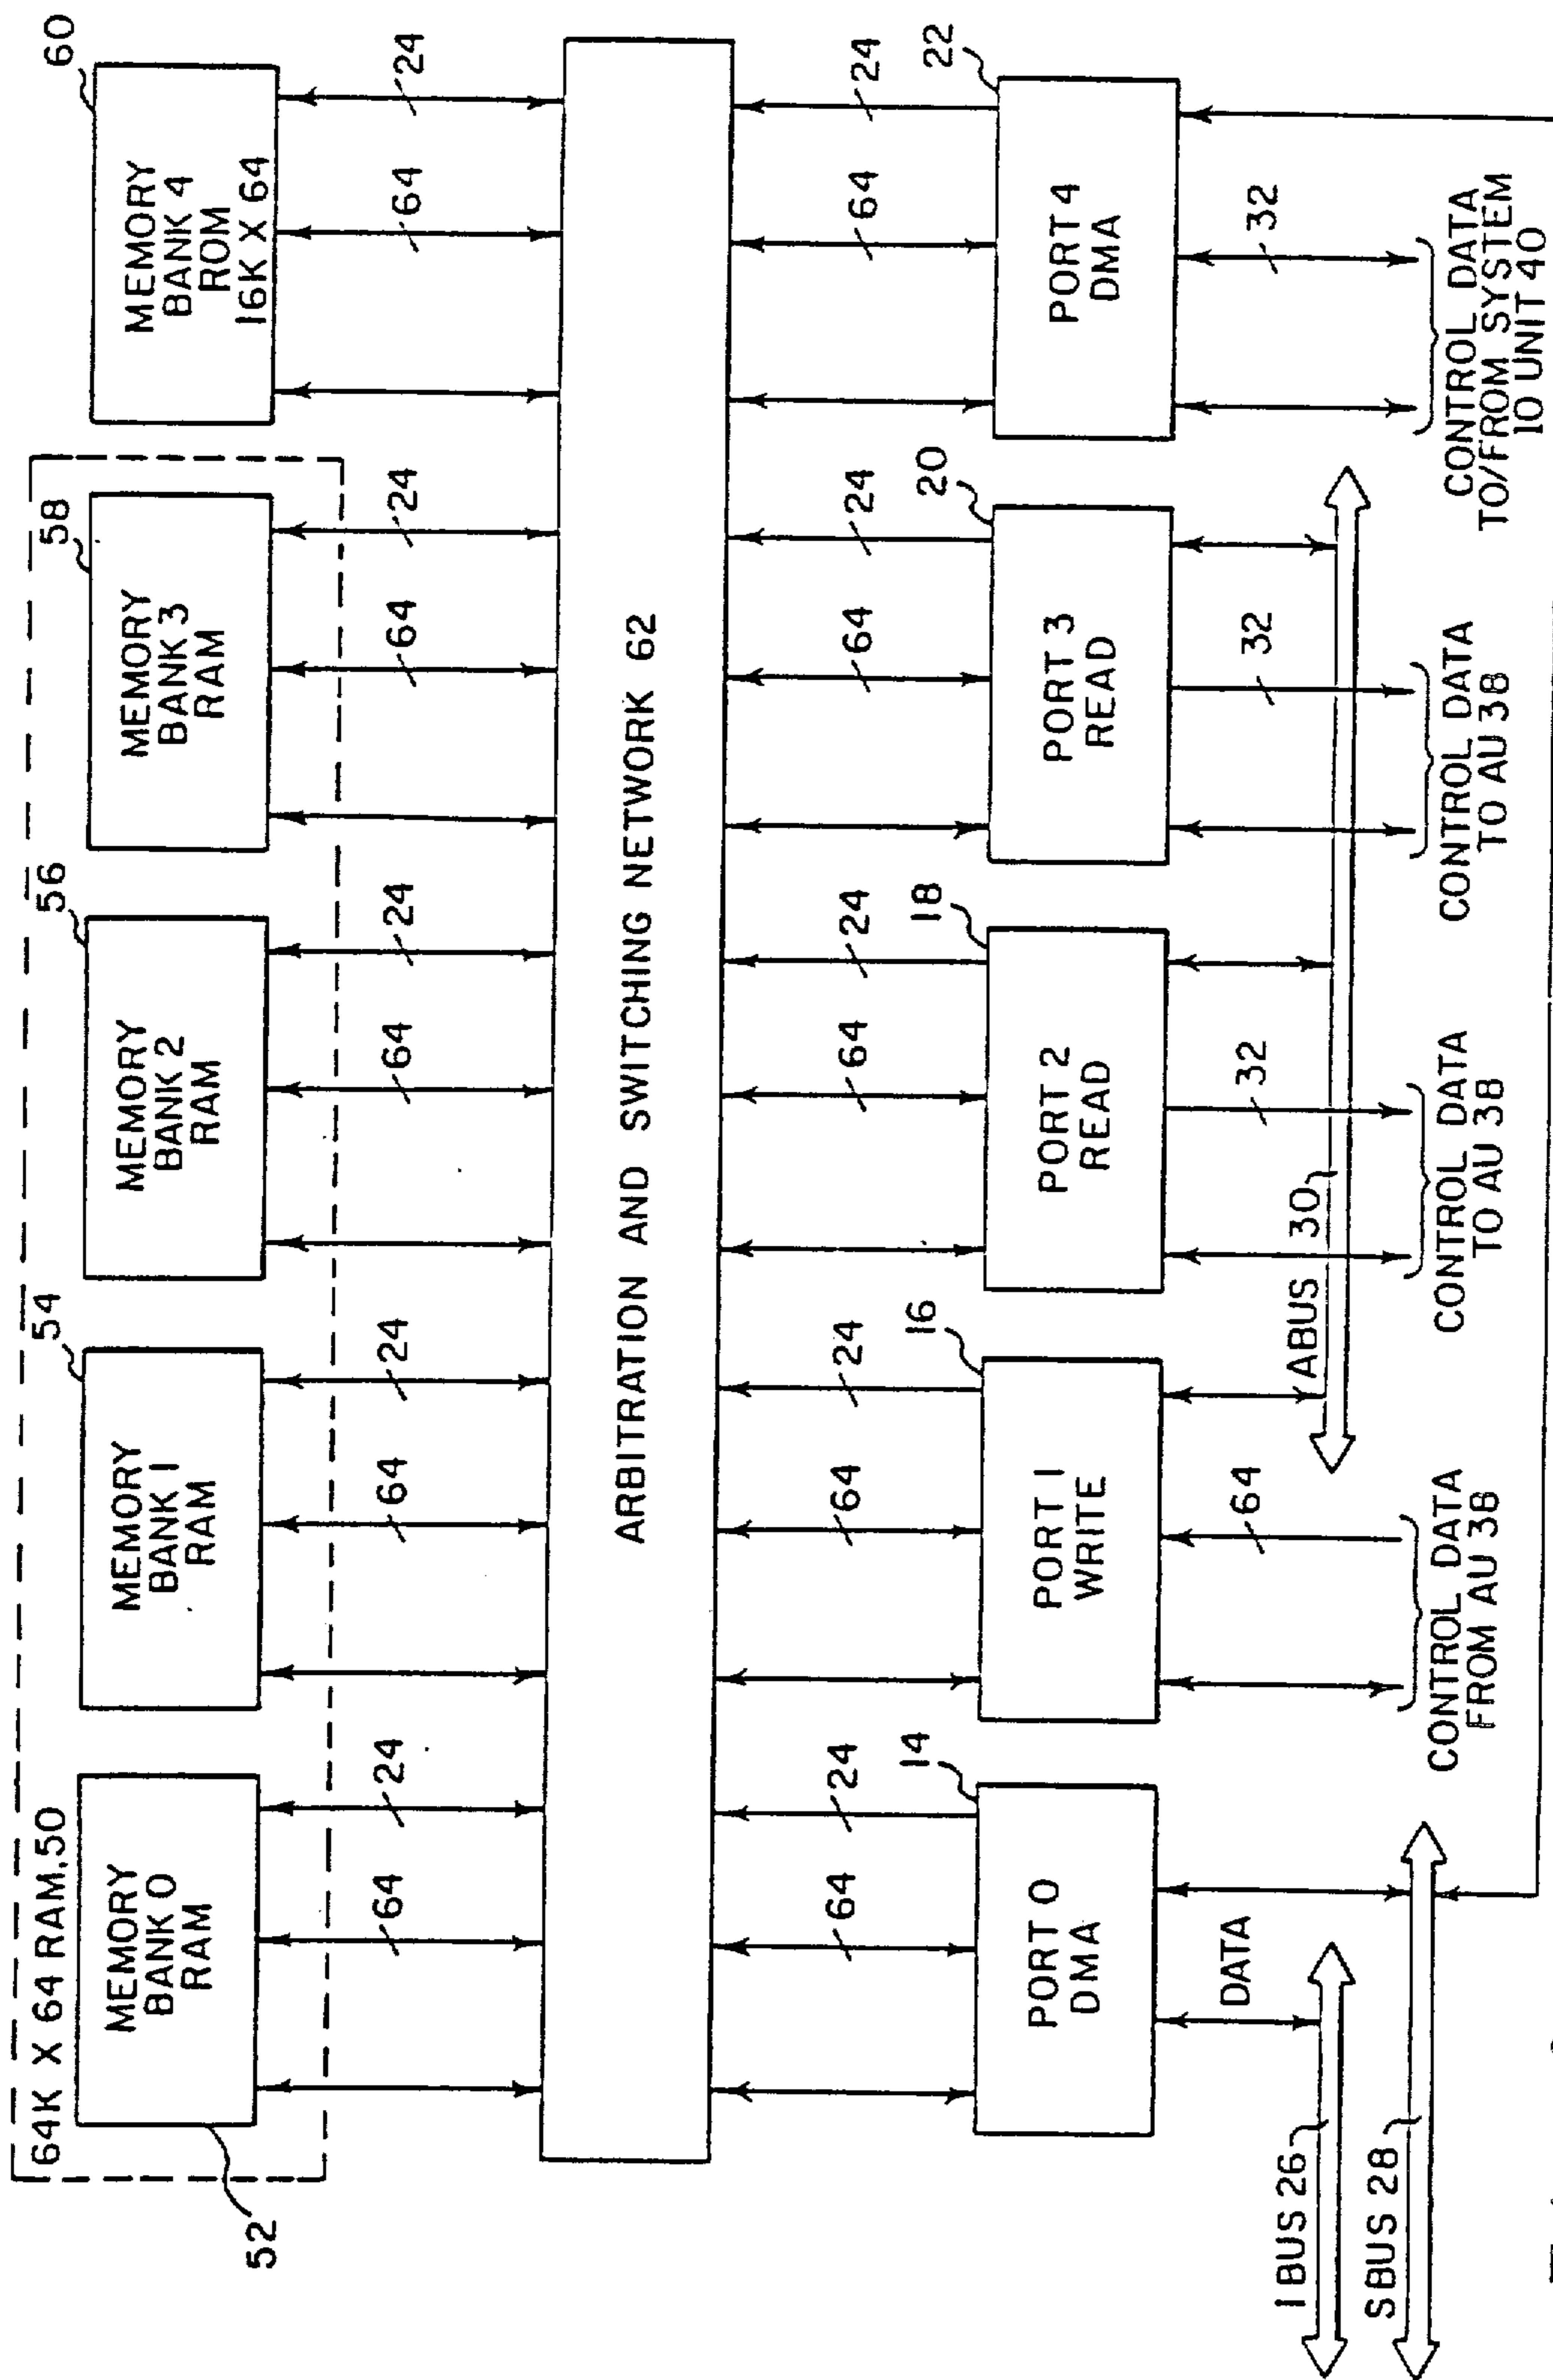 64K X 64 RAM, 50
52
MEMORY
BANK 0
RAM
54
MEMORY
BANK 1
RAM
56
MEMORY
BANK 2
RAM
58
MEMORY
BANK 3
RAM
60
MEMORY
BANK 4
ROM
16K X 64
64
24
64
24
64
24
64
24
64
24
ARBITRATION AND SWITCHING NETWORK 62
64
24
64
24
64
24
64
24
64
24
14
16
18
20
22
PORT 0
DMA
PORT 1
WRITE
PORT 2
READ
PORT 3
READ
PORT 4
DMA
DATA
64
ABUS 30
32
32
32
I BUS 26
SBUS 28
CONTROL DATA
FROM AU 38
CONTROL DATA
TO AU 38
CONTROL DATA
TO AU 38
CONTROL DATA
TO/FROM SYSTEM
IO UNIT 40